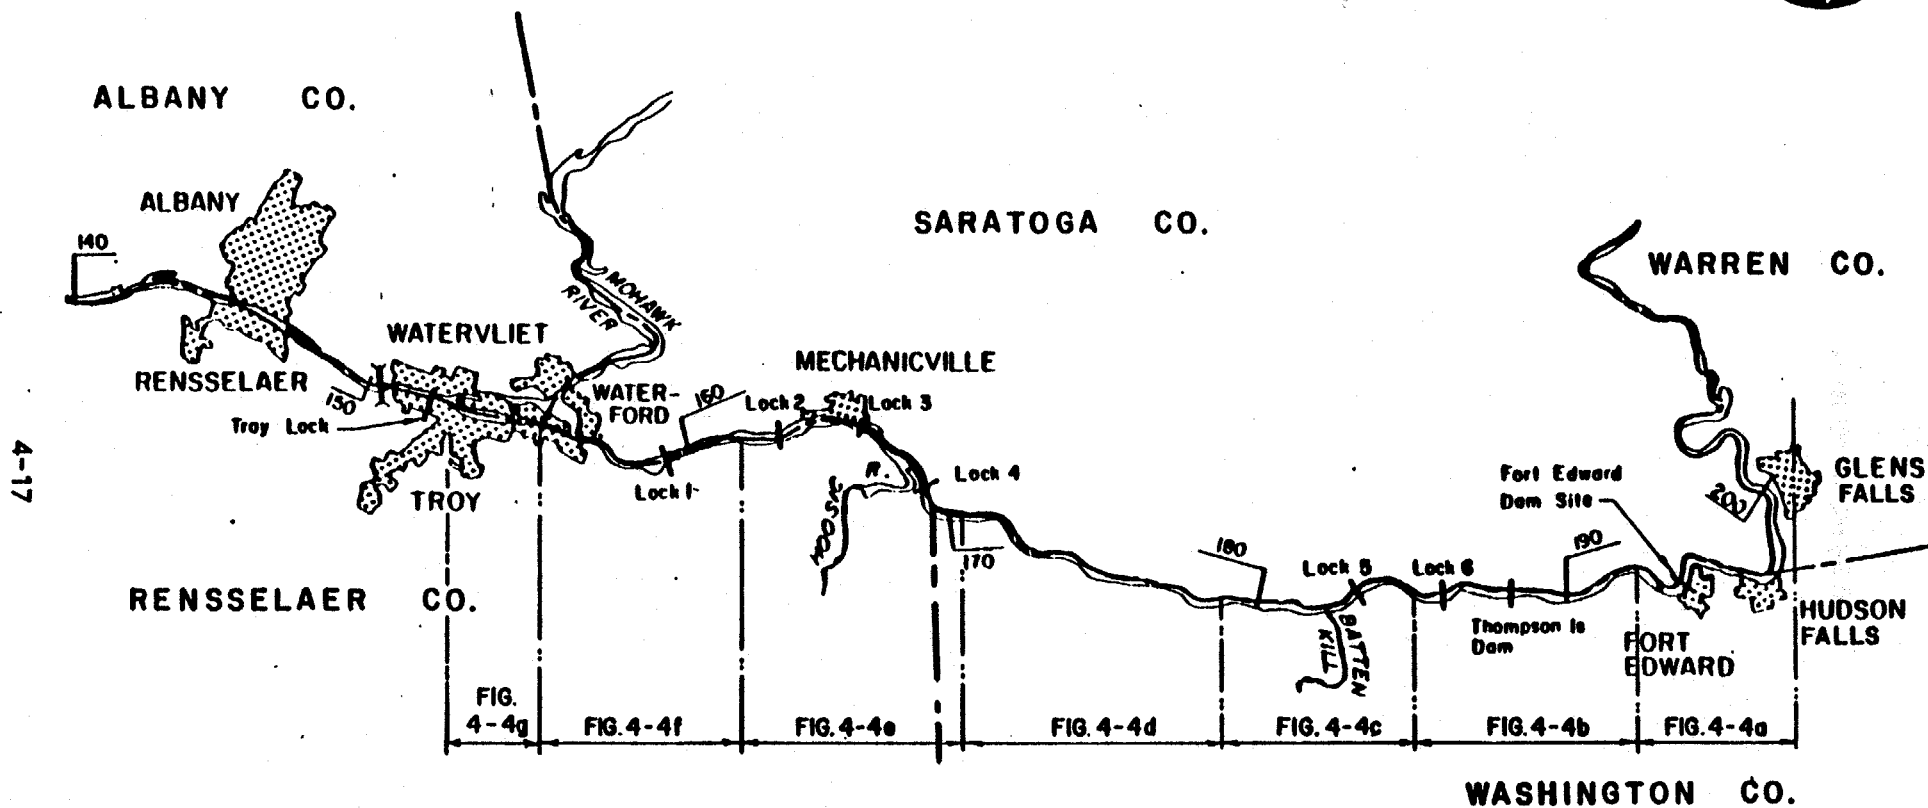 ALBANY CO.
ALBANY
SARATOGA CO.
140
WARREN CO.
MOHAWK
RIVER
WATERVLIET
MECHANICVILLE
RENSSELAER
150
WATER-
FORD
160
Lock 2
Lock 3
Troy Lock
4-17
R.
HOOSIC
Lock 4
Fort Edward
Dam Site
GLENS
FALLS
200
Lock 1
TROY
180
190
170
Lock 5
Lock 6
RENSSELAER CO.
HUDSON
FALLS
Thompson Is
Dam
BATTEN
KILL
FORT
EDWARD
FIG.
4-4g
FIG. 4-4f
FIG. 4-4e
FIG. 4-4d
FIG. 4-4c
FIG. 4-4b
FIG. 4-4a
WASHINGTON CO.